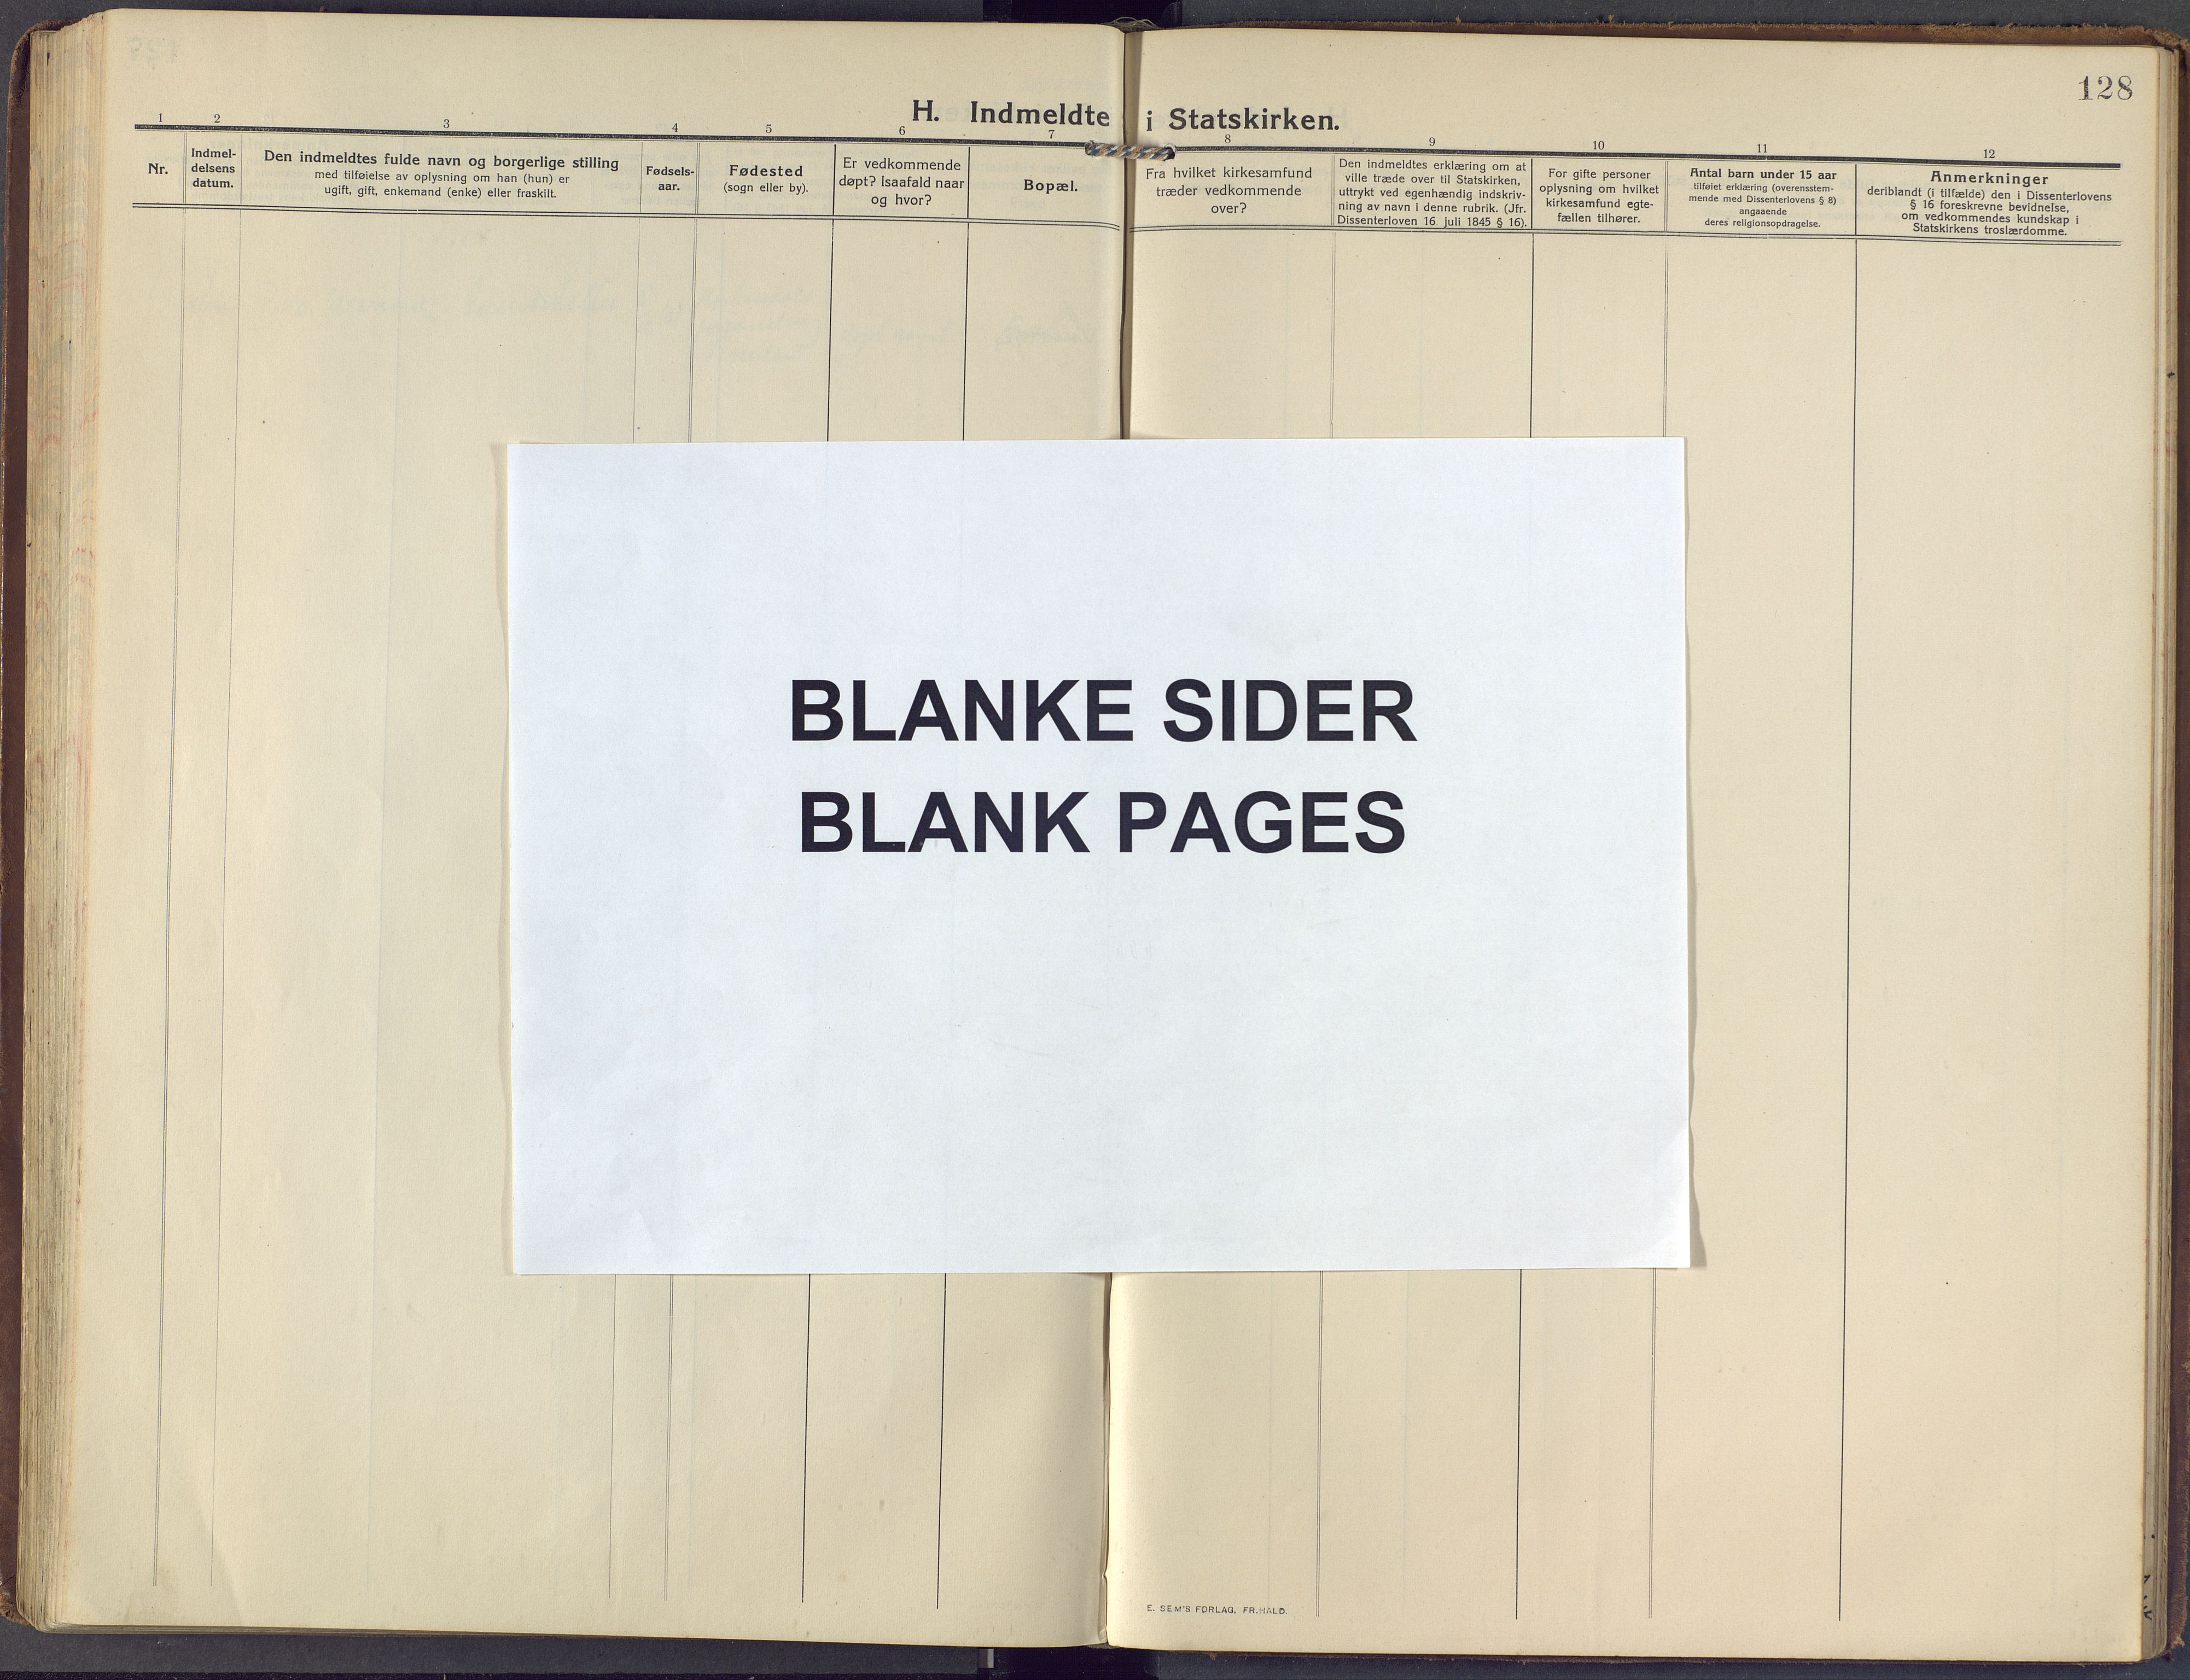 128
H. Indmeldte i Statskirken.
1 2 3 4 5 6 7 8 9 10 11 12
Nr.
Indmel-
delsens
datum.
Den indmeldtes fulde navn og borgerlige stilling
med tilføielse av oplysning om han (hun) er
ugift, gift, enkemand (enke) eller fraskilt.
Fødsels-
aar.
Fødested
(sogn eller by).
Er vedkommende
døpt? Isaafald naar
og hvor?
Bopæl.
Fra hvilket kirkesamfund
træder vedkommende
over?
Den indmeldtes erklæring om at
ville træde over til Statskirken,
uttrykt ved egenhændig indskriv-
ning av navn i denne rubrik. (Jfr.
Dissenterloven 16. juli 1845 § 16).
For gifte personer
oplysning om hvilket
kirkesamfund egte-
fællen tilhører.
Antal barn under 15 aar
tilføiet erklæring (overensstem-
mende med Dissenterlovens § 8)
angaaende
deres religionsopdragelse.
Anmerkninger
deriblandt (i tilfælde) den i Dissenterlovens
§ 16 foreskrevne bevidnelse,
om vedkommendes kundskap i
Statskirkens troslærdomme.
BLANKE SIDER
BLANK PAGES
E. SEM'S FORLAG, FR.HALD.